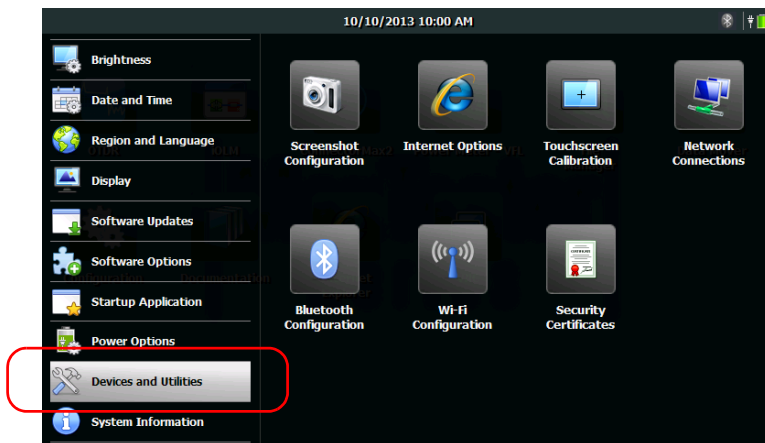 10/10/2013 10:00 AM
Brightness
Date and Time
Region and Language
Display
Software Updates
Software Options
Startup Application
Power Options
Devices and Utilities
System Information
Screenshot
Configuration
Internet Options
Touchscreen
Calibration
Network
Connections
Bluetooth
Configuration
Wi-Fi
Configuration
Security
Certificates